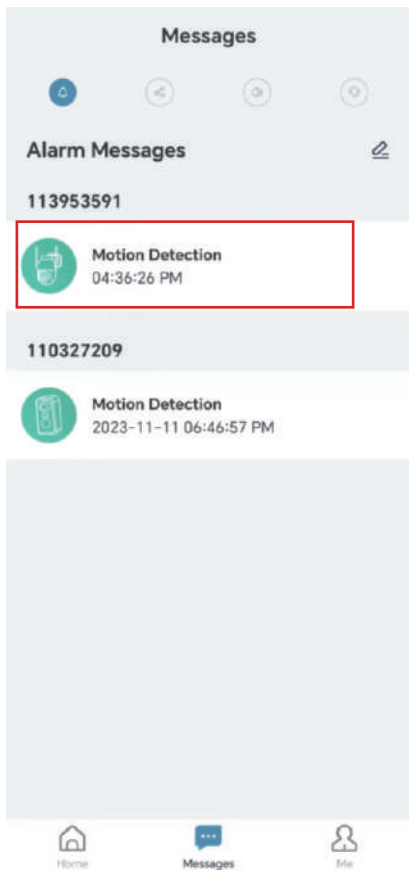 Messages
Alarm Messages
113953591
Motion Detection
04:36:26 PM
110327209
Motion Detection
2023-11-11 06:46:57 PM
Home
Messages
Me